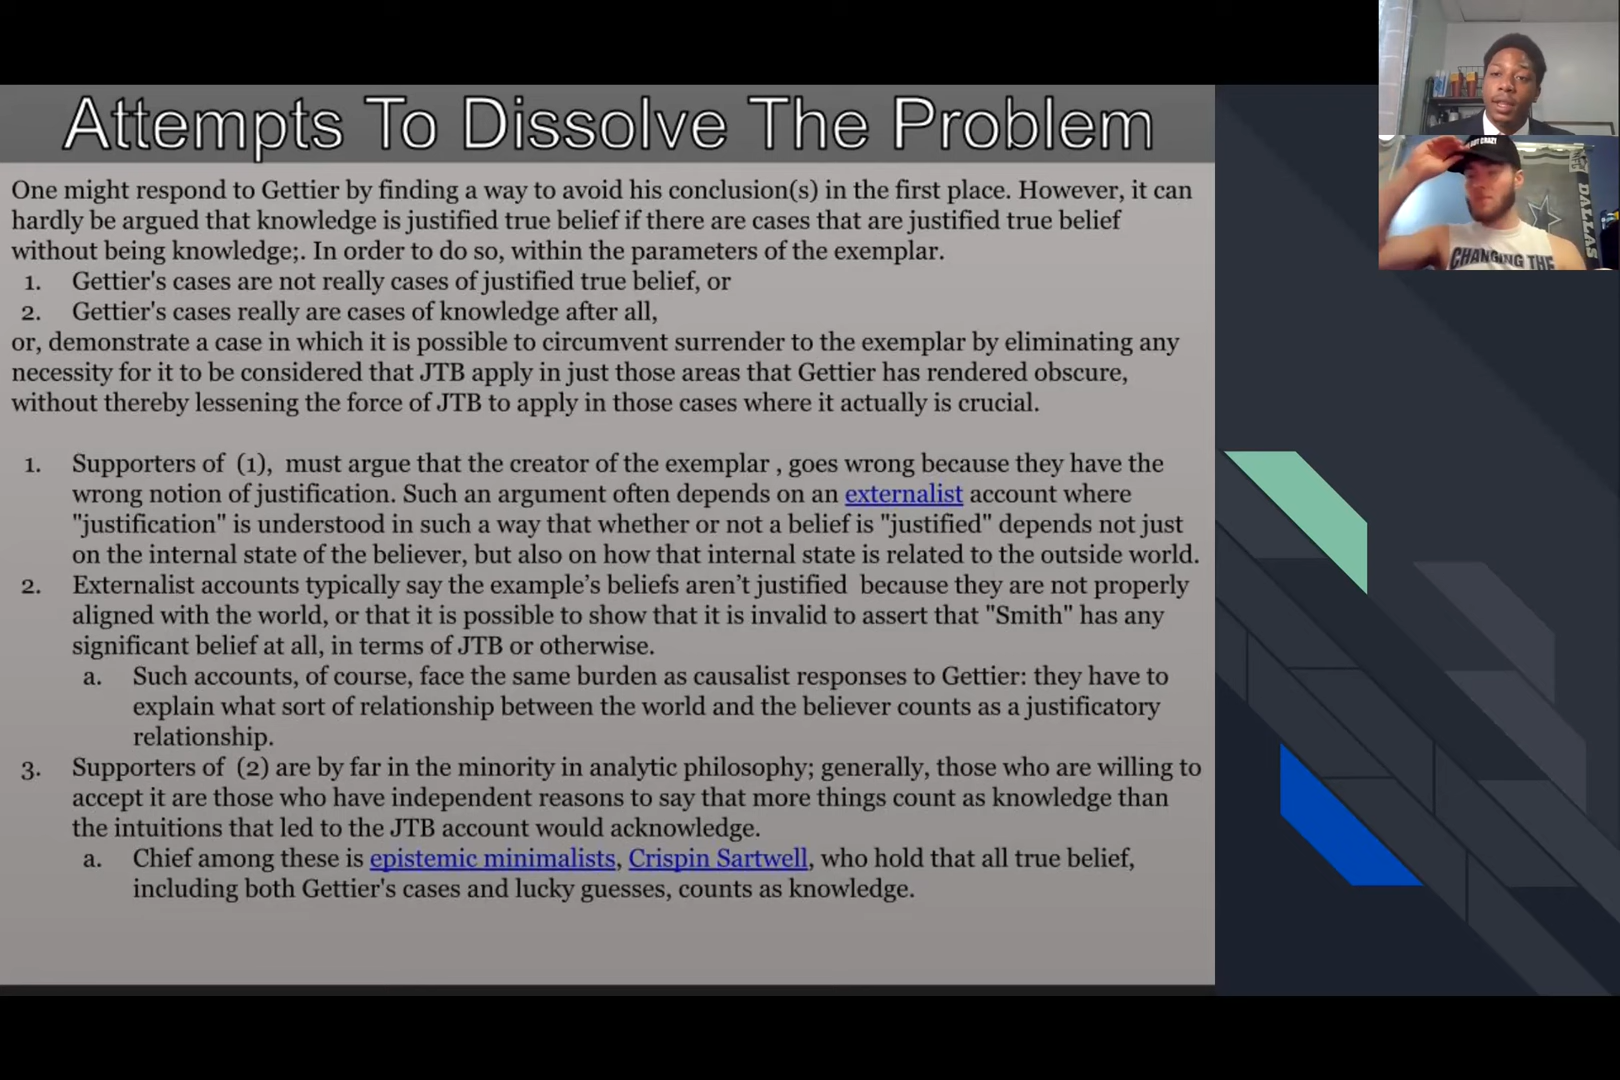 Attempts To Dissolve The Problem
One might respond to Gettier by finding a way to avoid his conclusion(s) in the first place. However, it can
hardly be argued that knowledge is justified true belief if there are cases that are justified true belief
without being knowledge;. In order to do so, within the parameters of the exemplar.
1. Gettier's cases are not really cases of justified true belief, or
2. Gettier's cases really are cases of knowledge after all,
or, demonstrate a case in which it is possible to circumvent surrender to the exemplar by eliminating any
necessity for it to be considered that JTB apply in just those areas that Gettier has rendered obscure,
without thereby lessening the force of JTB to apply in those cases where it actually is crucial.
1. Supporters of (1), must argue that the creator of the exemplar , goes wrong because they have the
wrong notion of justification. Such an argument often depends on an externalist account where
"justification" is understood in such a way that whether or not a belief is "justified" depends not just
on the internal state of the believer, but also on how that internal state is related to the outside world.
2. Externalist accounts typically say the example’s beliefs aren’t justified because they are not properly
aligned with the world, or that it is possible to show that it is invalid to assert that "Smith" has any
significant belief at all, in terms of JTB or otherwise.
a. Such accounts, of course, face the same burden as causalist responses to Gettier: they have to
explain what sort of relationship between the world and the believer counts as a justificatory
relationship.
3. Supporters of (2) are by far in the minority in analytic philosophy; generally, those who are willing to
accept it are those who have independent reasons to say that more things count as knowledge than
the intuitions that led to the JTB account would acknowledge.
a. Chief among these is epistemic minimalists, Crispin Sartwell, who hold that all true belief,
including both Gettier's cases and lucky guesses, counts as knowledge.
GOT CRAZY
DALLAS
CHANGING THE